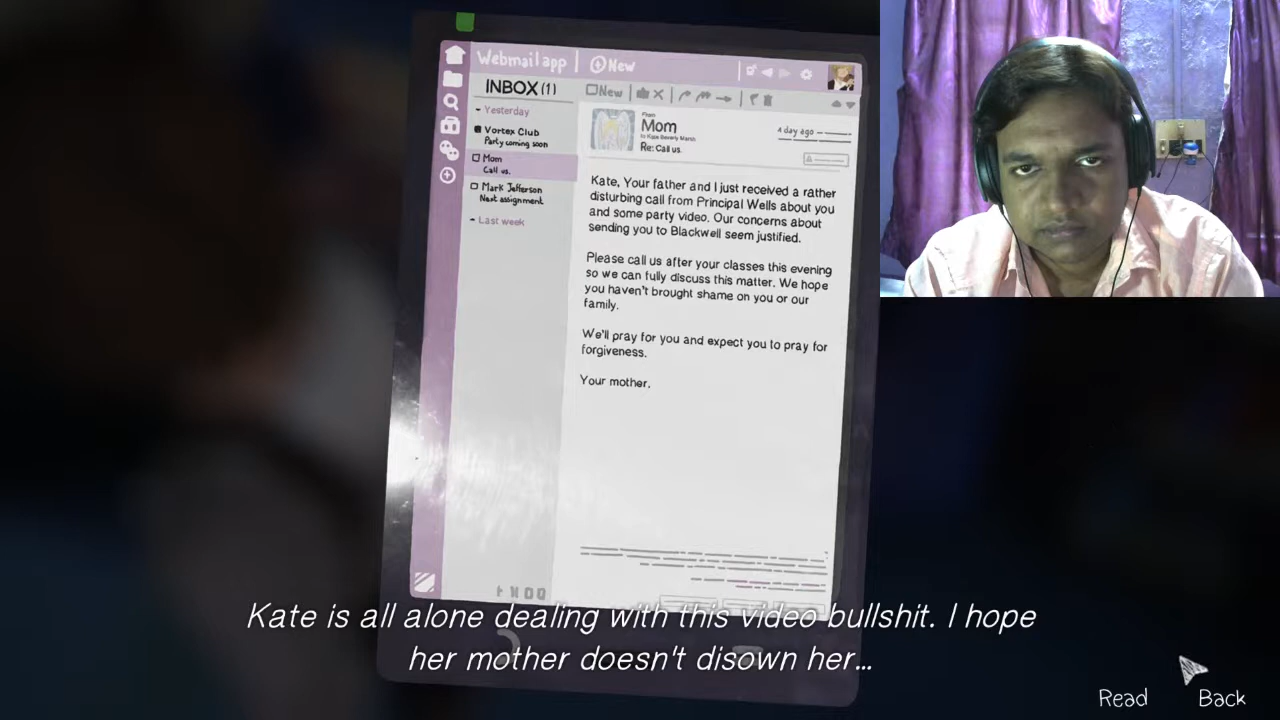 Webmail app
New
INBOX (1)
New
- Yesterday
Vortex Club
Party coming soon
Mom
Call us.
Mark Jefferson
Next assignment
- Last week
From
Mom
to Kate Beverly Marsh
Re: Call us.
a day ago
Kate, Your father and I just received a rather
disturbing call from Principal Wells about you
and some party video. Our concerns about
sending you to Blackwell seem justified.
Please call us after your classes this evening
so we can fully discuss this matter. We hope
you haven't brought shame on you or our
family.
We'll pray for you and expect you to pray for
forgiveness.
Your mother.
Kate is all alone dealing with this video bullshit. I hope
her mother doesn't disown her...
Read
Back